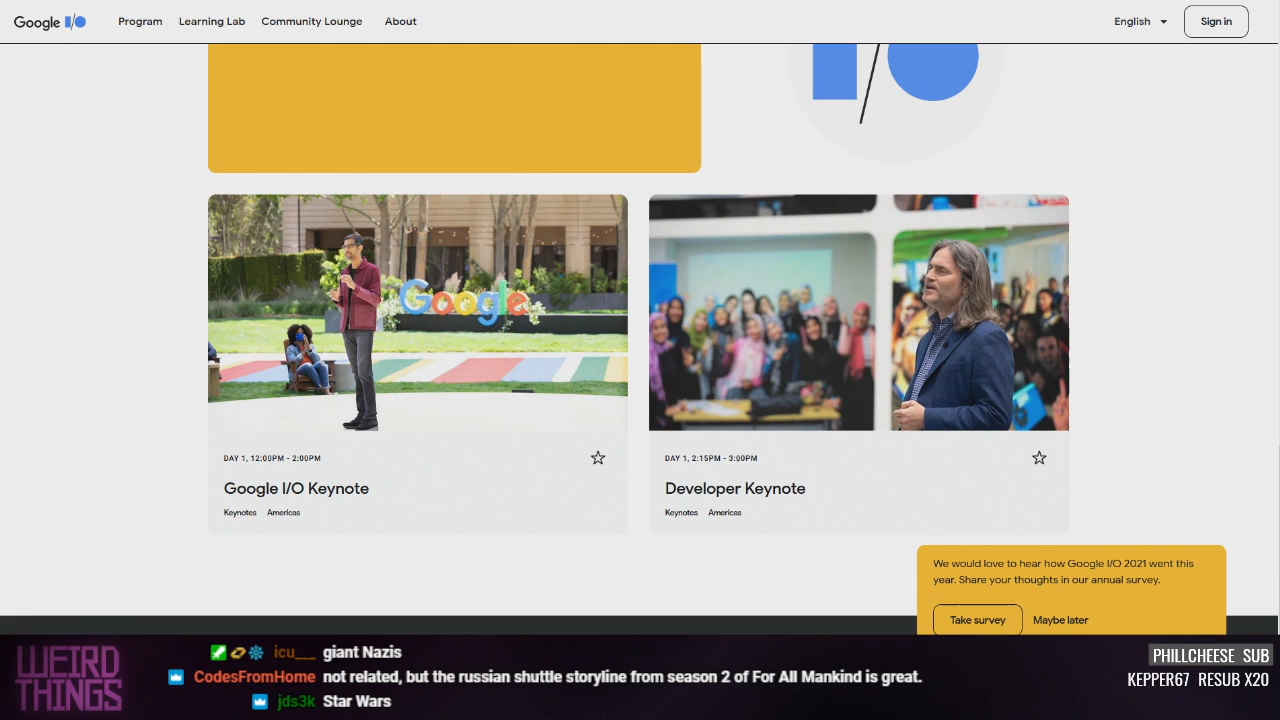 Google I/O Program Learning Lab Community Lounge About English Sign in
I/O
Google
DAY 1, 12:00PM - 2:00PM
Google I/O Keynote
Keynotes Americas
DAY 1, 2:15PM - 3:00PM
Developer Keynote
Keynotes Americas
We would love to hear how Google I/O 2021 went this
year. Share your thoughts in our annual survey.
Take survey Maybe later
WEIRD
THINGS
icu___ giant Nazis
CodesFromHome not related, but the russian shuttle storyline from season 2 of For All Mankind is great.
jds3k Star Wars
PHILLCHEESE SUB
KEPPER67 RESUB X20